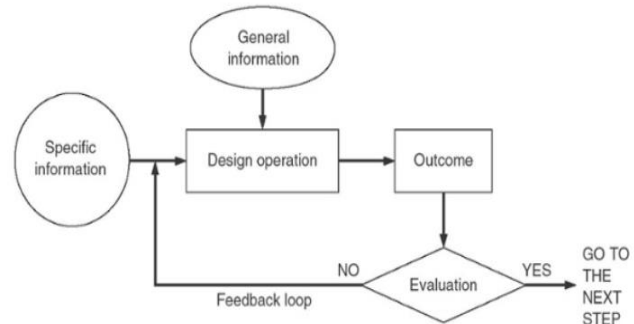 General
information
Specific
information
Design operation
Outcome
NO
Evaluation
YES
GO TO
THE
NEXT
STEP
Feedback loop